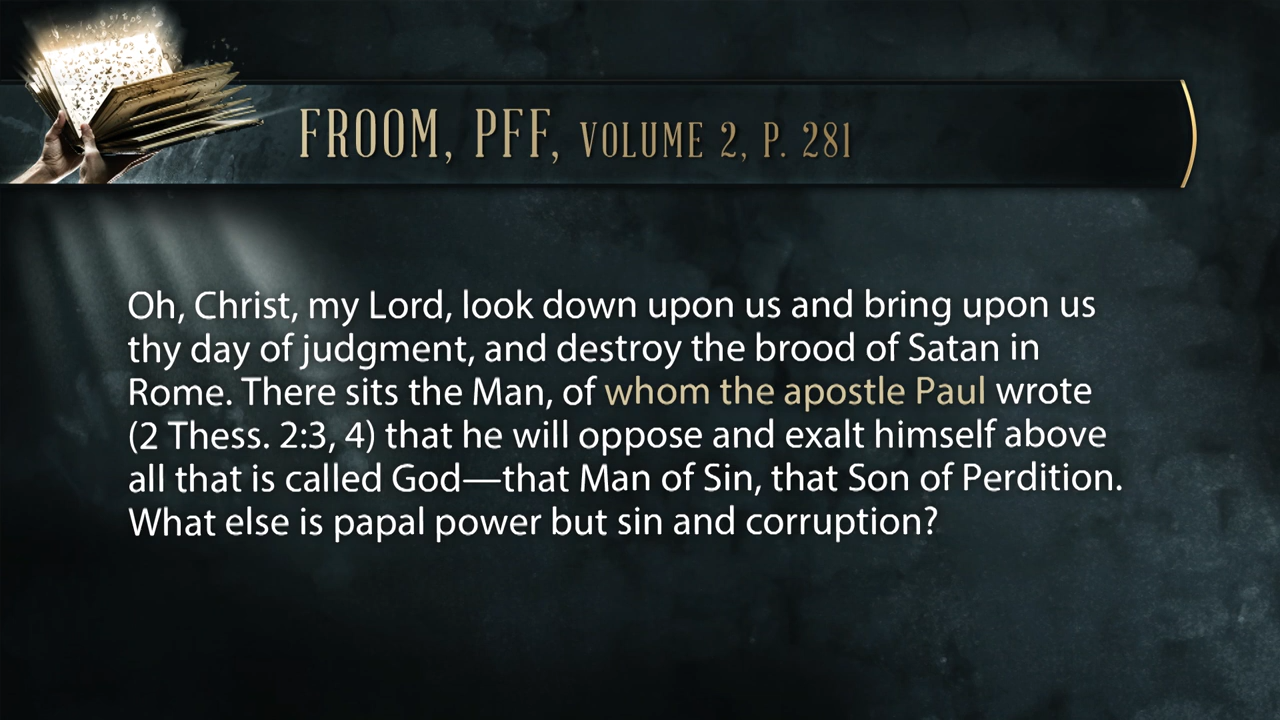 FROOM, PFF, VOLUME 2, P. 281
Oh, Christ, my Lord, look down upon us and bring upon us
thy day of judgment, and destroy the brood of Satan in
Rome. There sits the Man, of whom the apostle Paul wrote
(2 Thess. 2:3, 4) that he will oppose and exalt himself above
all that is called God—that Man of Sin, that Son of Perdition.
What else is papal power but sin and corruption?